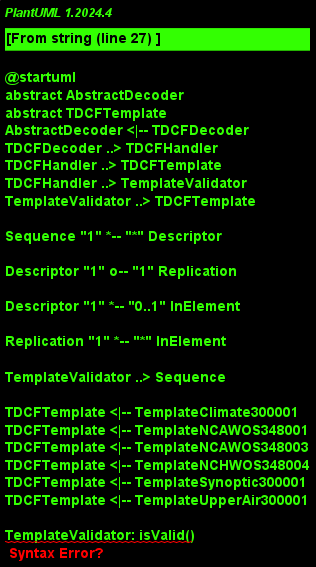 PlantUML 1.2024.4
[From string (line 27) ]
@startuml
abstract AbstractDecoder
abstract TDCFTemplate
AbstractDecoder <|-- TDCFDecoder
TDCFDecoder ..> TDCFHandler
TDCFHandler ..> TDCFTemplate
TDCFHandler ..> TemplateValidator
TemplateValidator ..> TDCFTemplate
Sequence "1" *-- "*" Descriptor
Descriptor "1" o-- "1" Replication
Descriptor "1" *-- "0..1" InElement
Replication "1" *-- "*" InElement
TemplateValidator ..> Sequence
TDCFTemplate <|-- TemplateClimate300001
TDCFTemplate <|-- TemplateNCAWOS348001
TDCFTemplate <|-- TemplateNCAWOS348003
TDCFTemplate <|-- TemplateNCHWOS348004
TDCFTemplate <|-- TemplateSynoptic300001
TDCFTemplate <|-- TemplateUpperAir300001
TemplateValidator: isValid()
Syntax Error?